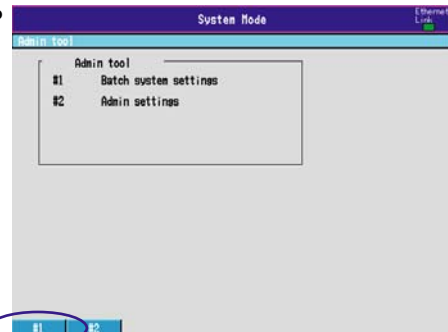 System Mode
Ethernet
Link
Admin tool
Admin tool
#1 Batch system settings
#2 Admin settings
#1 #2